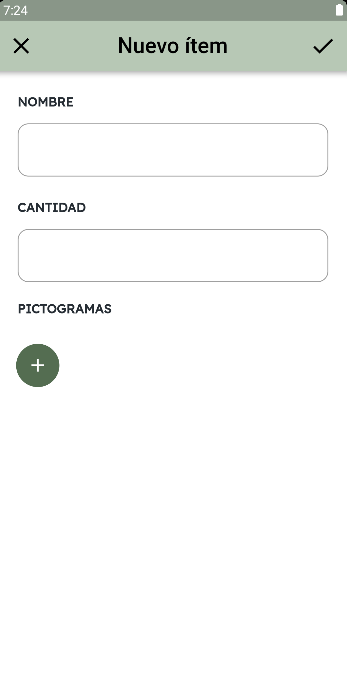 7:24
Nuevo ítem
NOMBRE
CANTIDAD
PICTOGRAMAS
+